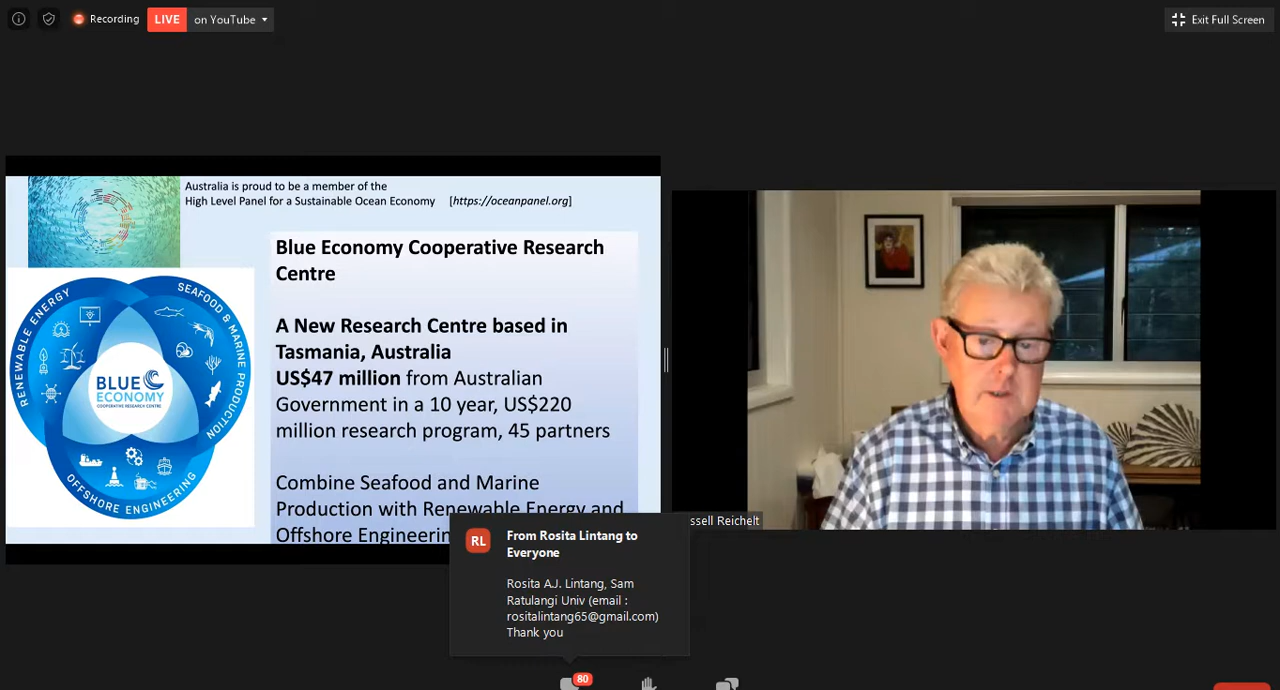 Recording
LIVE
on YouTube
Exit Full Screen
Australia is proud to be a member of the
High Level Panel for a Sustainable Ocean Economy [https://oceanpanel.org]
RENEWABLE ENERGY
SEAFOOD & MARINE PRODUCTION
OFFSHORE ENGINEERING
BLUE
ECONOMY
COOPERATIVE RESEARCH CENTRE
Blue Economy Cooperative Research
Centre
A New Research Centre based in
Tasmania, Australia
US$47 million from Australian
Government in a 10 year, US$220
million research program, 45 partners
Combine Seafood and Marine
Production with Renewable Energy and
Offshore Engineerin
ssell Reichelt
RL
From Rosita Lintang to
Everyone
Rosita A.J. Lintang, Sam
Ratulangi Univ (email :
rositalintang65@gmail.com)
Thank you
80